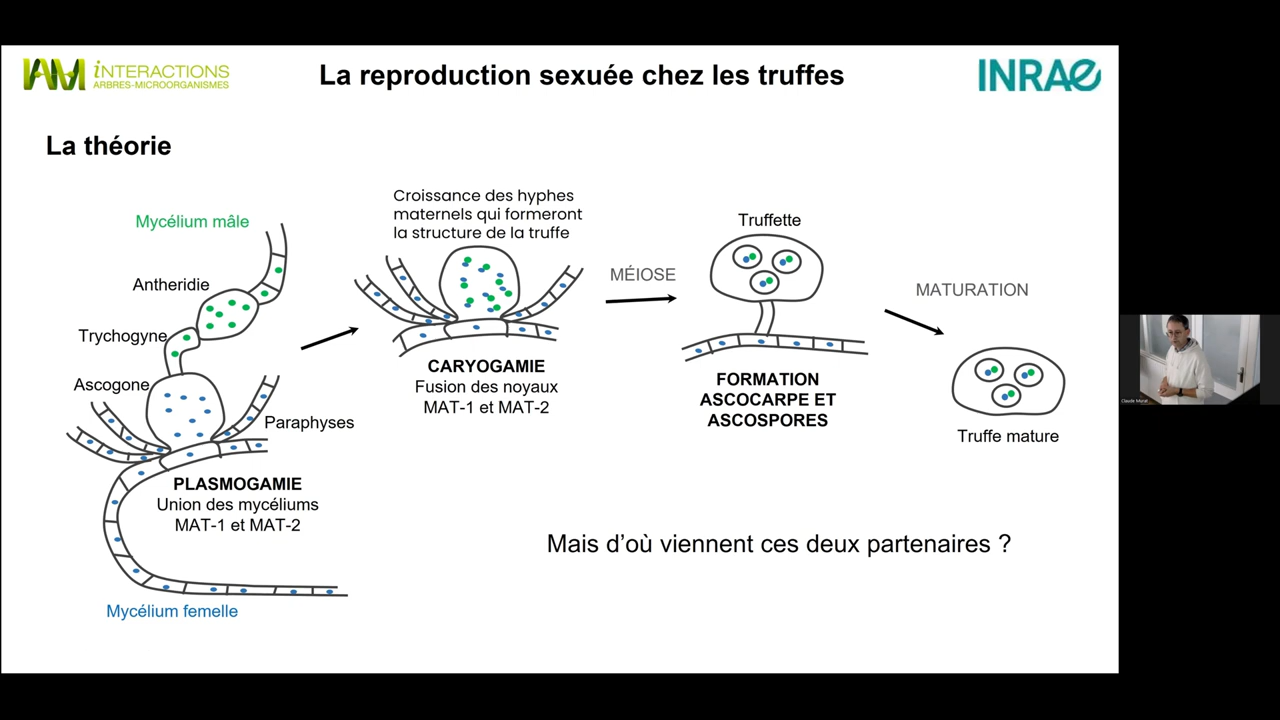 IAM iNTERACTIONS
ARBRES-MICROORGANISMES
La reproduction sexuée chez les truffes
INRAE
La théorie
Mycélium mâle
Antheridie
Trychogyne
Ascogone
Paraphyses
PLASMOGAMIE
Union des mycéliums
MAT-1 et MAT-2
Mycélium femelle
Croissance des hyphes
maternels qui formeront
la structure de la truffe
CARYOGAMIE
Fusion des noyaux
MAT-1 et MAT-2
MÉIOSE
Truffette
FORMATION
ASCOCARPE ET
ASCOSPORES
MATURATION
Truffe mature
Mais d’où viennent ces deux partenaires ?
Claude Murat